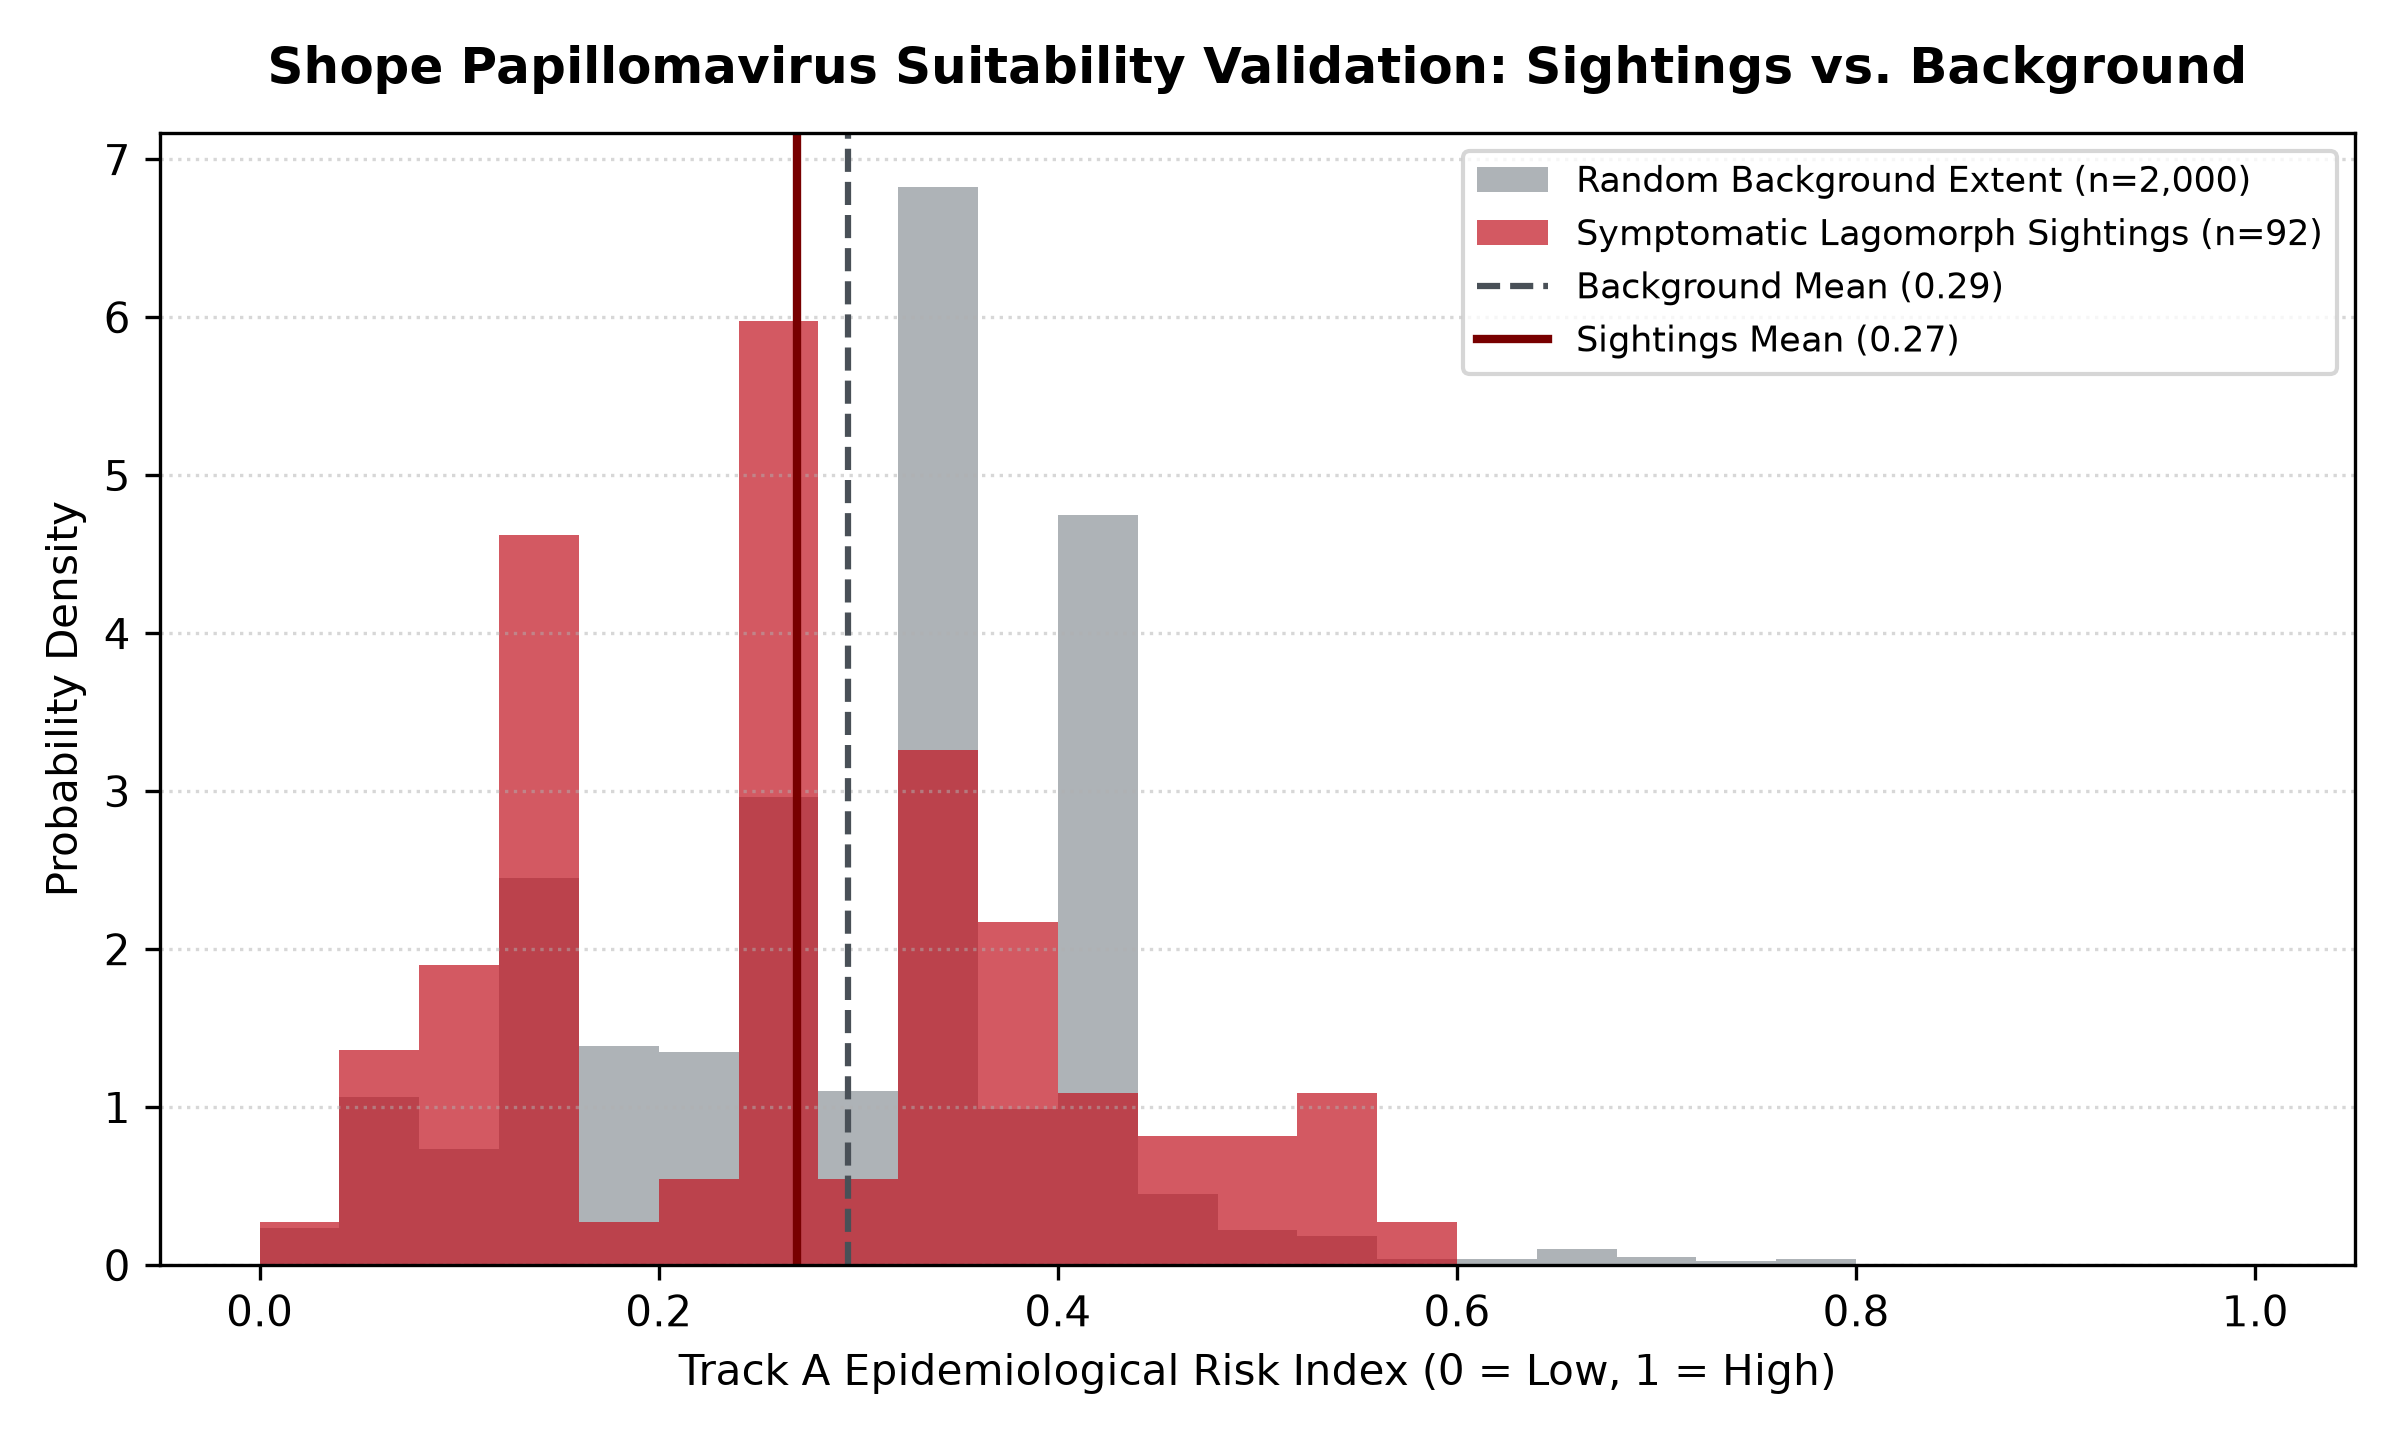 Shope Papillomavirus Suitability Validation: Sightings vs. Background
7
6
5
4
3
2
1
0
Probability Density
Random Background Extent (n=2,000)
Symptomatic Lagomorph Sightings (n=92)
Background Mean (0.29)
Sightings Mean (0.27)
0.0 0.2 0.4 0.6 0.8 1.0
Track A Epidemiological Risk Index (0 = Low, 1 = High)